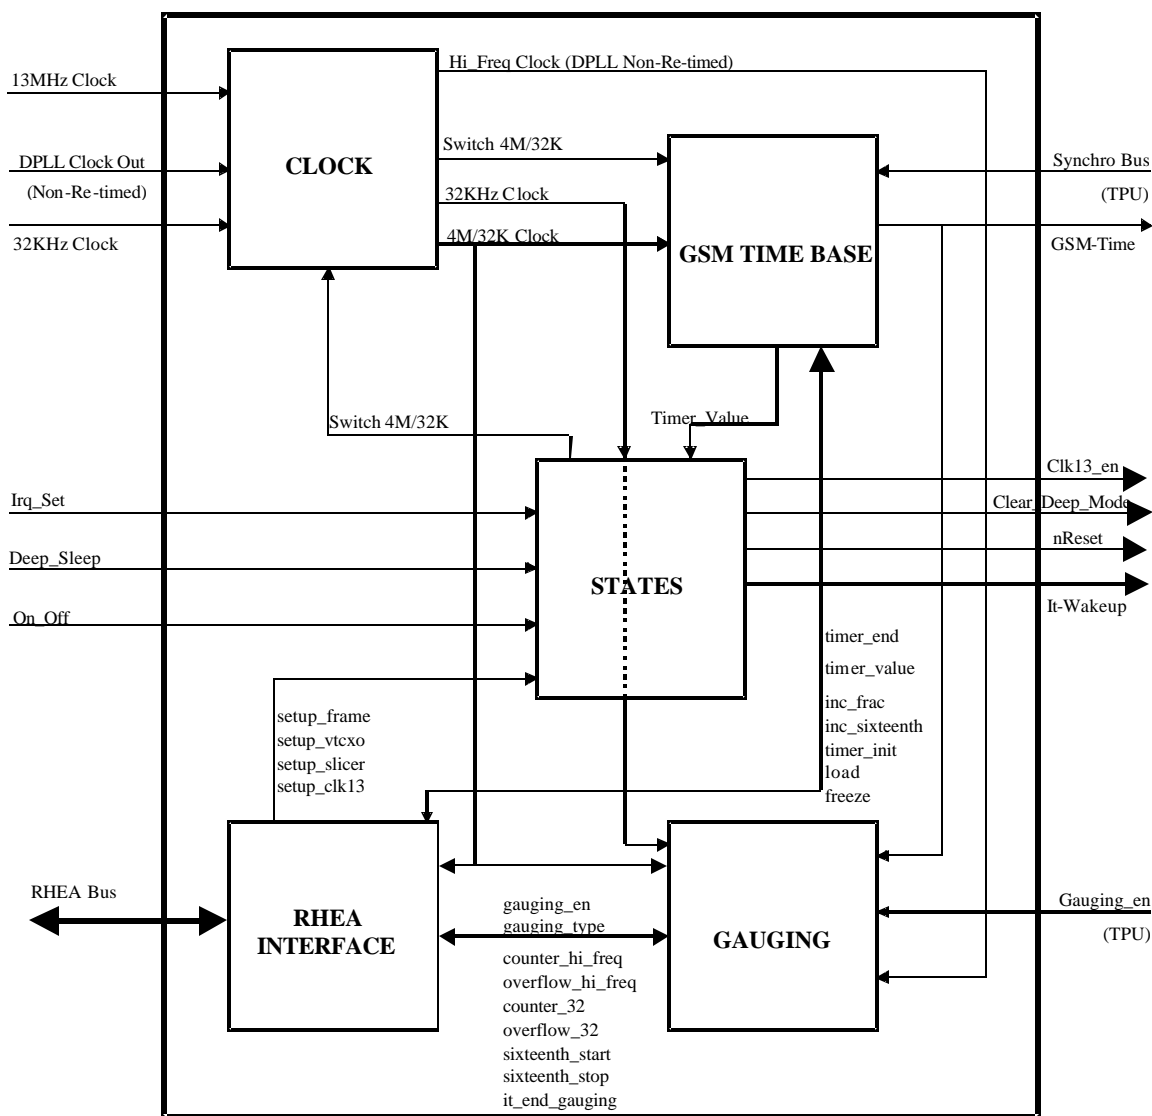 Hi_Freq Clock (DPLL Non-Re-timed)
13MHz Clock
Switch 4M/32K
DPLL Clock Out
CLOCK
Synchro Bus
(Non-Re-timed)
32KHz Clock
(TPU)
32KHz Clock
4M/32K Clock
GSM TIME BASE
GSM-Time
Switch 4M/32K
Timer_Value
Clk13_en
Irq_Set
Clear_Deep_Mode
nReset
Deep_Sleep
STATES
It-Wakeup
On_Off
timer_end
timer_value
inc_frac
inc_sixteenth
timer_init
load
freeze
setup_frame
setup_vtcxo
setup_slicer
setup_clk13
RHEA Bus
RHEA
INTERFACE
gauging_en
gauging_type
counter_hi_freq
overflow_hi_freq
counter_32
overflow_32
sixteenth_start
sixteenth_stop
it_end_gauging
GAUGING
Gauging_en
(TPU)